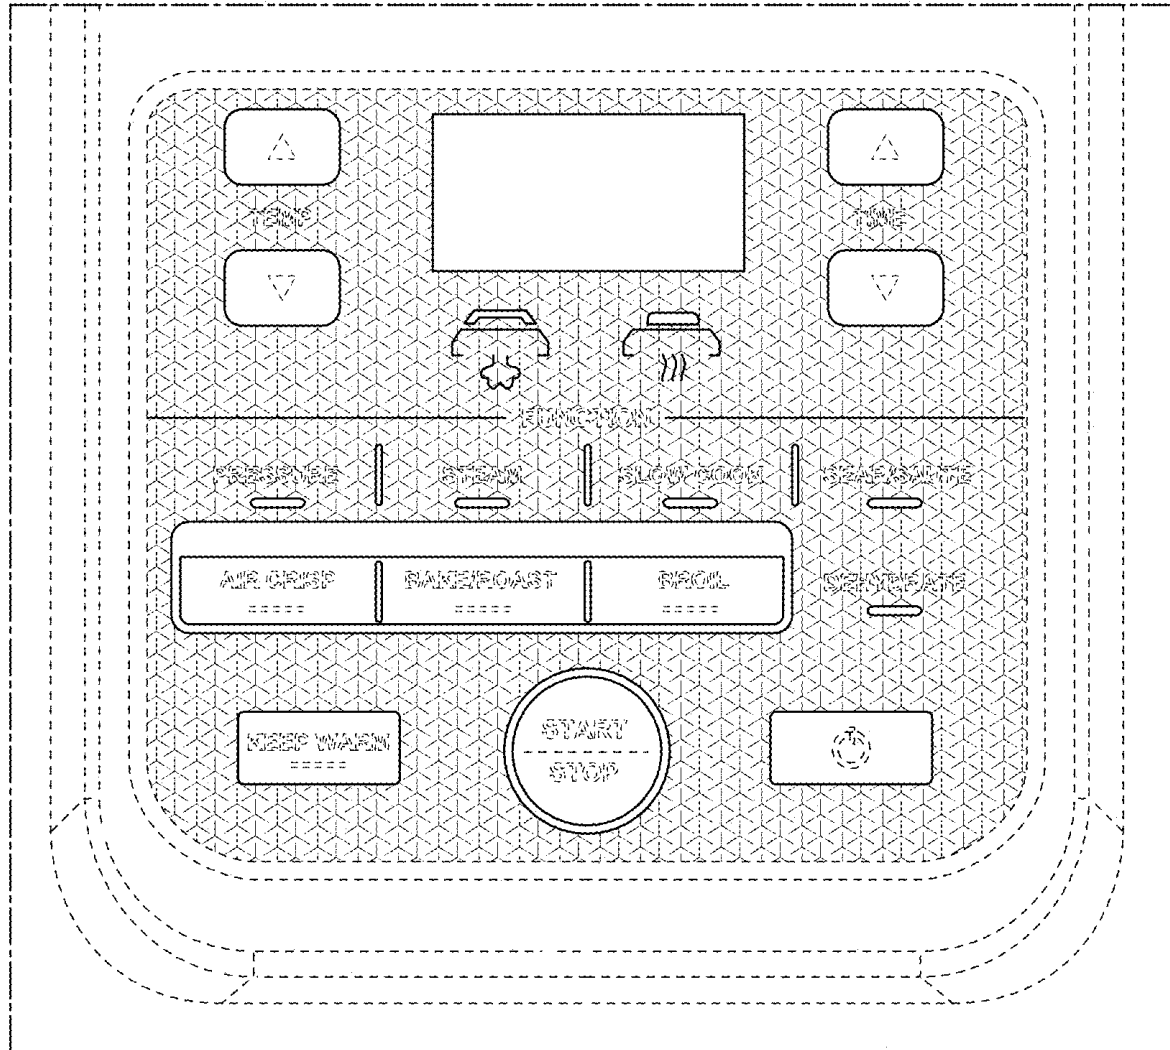 TEMP
TIME
FUNCTION
PRESSURE
STEAM
SLOW COOK
SEAR/SAUTE
AIR CRISP
BAKE/ROAST
BROIL
DEHYDRATE
KEEP WARM
START
STOP